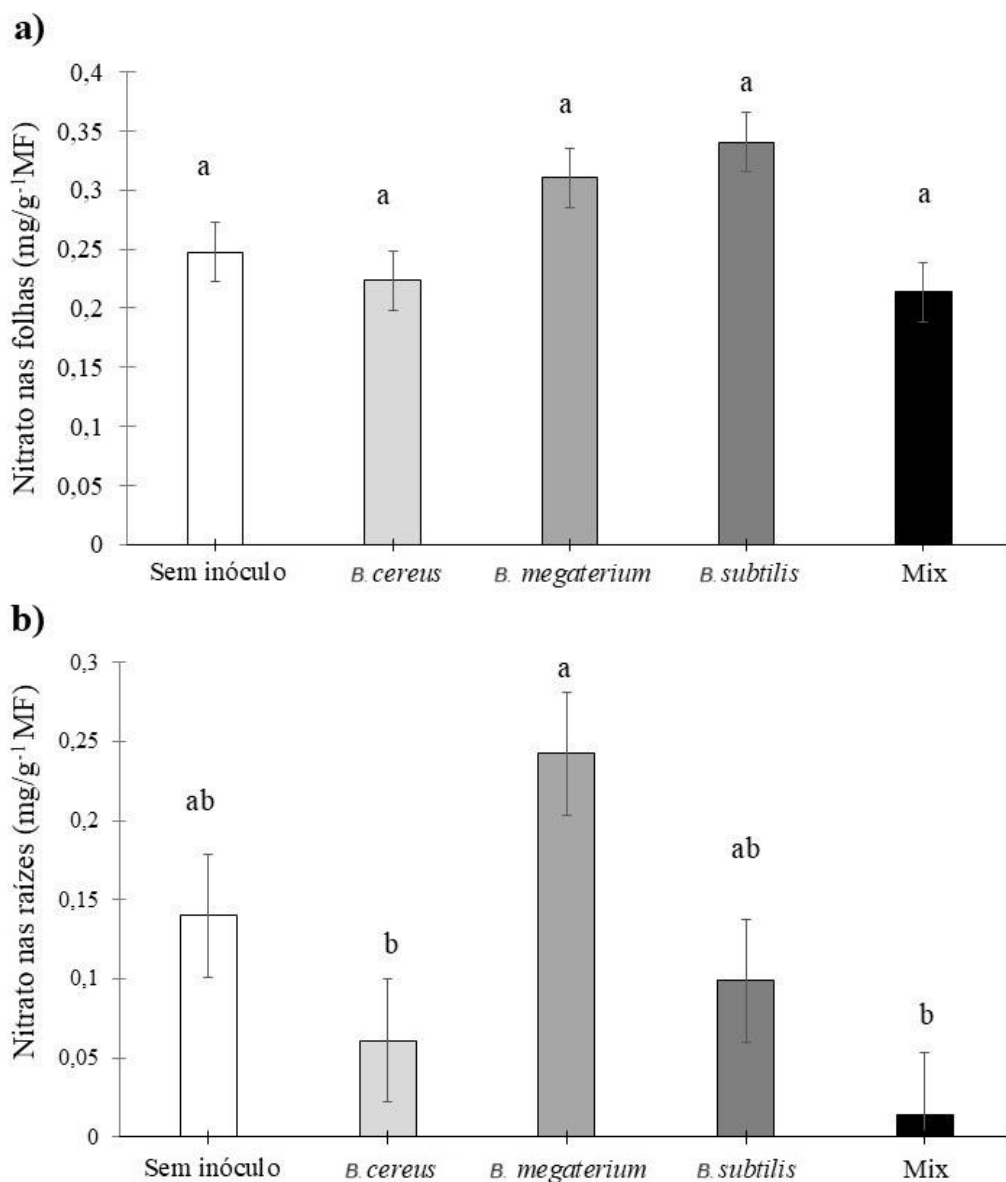 a)
Nitrato nas folhas (mg/g⁻¹MF)
0,4
0,35
0,3
0,25
0,2
0,15
0,1
0,05
0
a
a
a
a
a
Sem inóculo
B. cereus
B. megaterium
B. subtilis
Mix
b)
Nitrato nas raízes (mg/g⁻¹ MF)
0,3
0,25
0,2
0,15
0,1
0,05
0
ab
b
a
ab
b
Sem inóculo
B. cereus
B. megaterium
B. subtilis
Mix